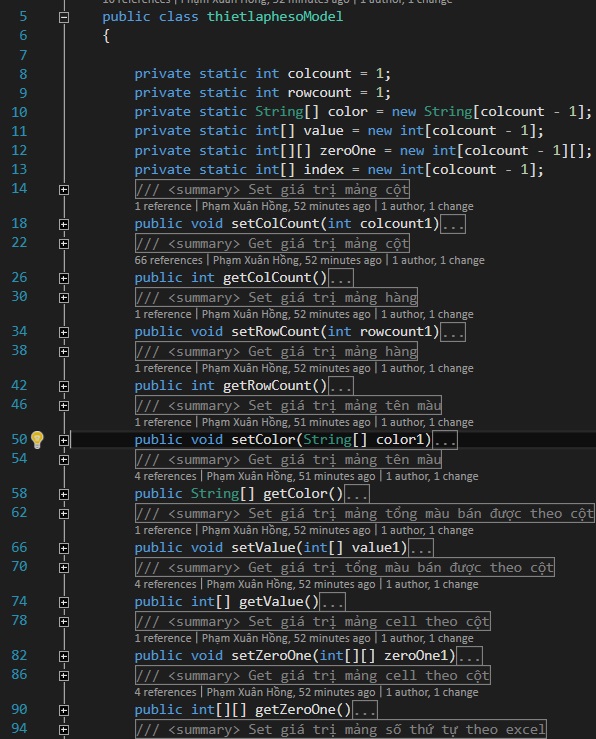 10 references | Phạm Xuân Hồng, 52 minutes ago | 1 author, 1 change
5 public class thietlaphesoModel
6 {
7
8 private static int colcount = 1;
9 private static int rowcount = 1;
10 private static String[] color = new String[colcount - 1];
11 private static int[] value = new int[colcount - 1];
12 private static int[][] zeroOne = new int[colcount - 1][];
13 private static int[] index = new int[colcount - 1];
14 /// <summary> Set giá trị mảng cột
1 reference | Phạm Xuân Hồng, 52 minutes ago | 1 author, 1 change
18 public void setColCount(int colcount1)...
22 /// <summary> Get giá trị mảng cột
66 references | Phạm Xuân Hồng, 52 minutes ago | 1 author, 1 change
26 public int getColCount()...
30 /// <summary> Set giá trị mảng hàng
1 reference | Phạm Xuân Hồng, 52 minutes ago | 1 author, 1 change
34 public void setRowCount(int rowcount1)...
38 /// <summary> Get giá trị mảng hàng
1 reference | Phạm Xuân Hồng, 52 minutes ago | 1 author, 1 change
42 public int getRowCount()...
46 /// <summary> Set giá trị mảng tên màu
1 reference | Phạm Xuân Hồng, 51 minutes ago | 1 author, 1 change
50 public void setColor(String[] color1)...
54 /// <summary> Get giá trị mảng tên màu
4 references | Phạm Xuân Hồng, 51 minutes ago | 1 author, 1 change
58 public String[] getColor()...
62 /// <summary> Set giá trị mảng tổng màu bán được theo cột
1 reference | Phạm Xuân Hồng, 52 minutes ago | 1 author, 1 change
66 public void setValue(int[] value1)...
70 /// <summary> Get giá trị tổng màu bán được theo cột
4 references | Phạm Xuân Hồng, 52 minutes ago | 1 author, 1 change
74 public int[] getValue()...
78 /// <summary> Set giá trị mảng cell theo cột
1 reference | Phạm Xuân Hồng, 52 minutes ago | 1 author, 1 change
82 public void setZeroOne(int[][] zeroOne1)...
86 /// <summary> Get giá trị mảng cell theo cột
4 references | Phạm Xuân Hồng, 52 minutes ago | 1 author, 1 change
90 public int[][] getZeroOne()...
94 /// <summary> Set giá trị mảng số thứ tự theo excel